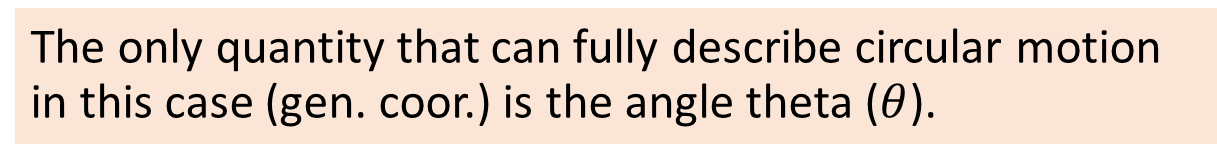 The only quantity that can fully describe circular motion
in this case (gen. coor.) is the angle theta (θ).